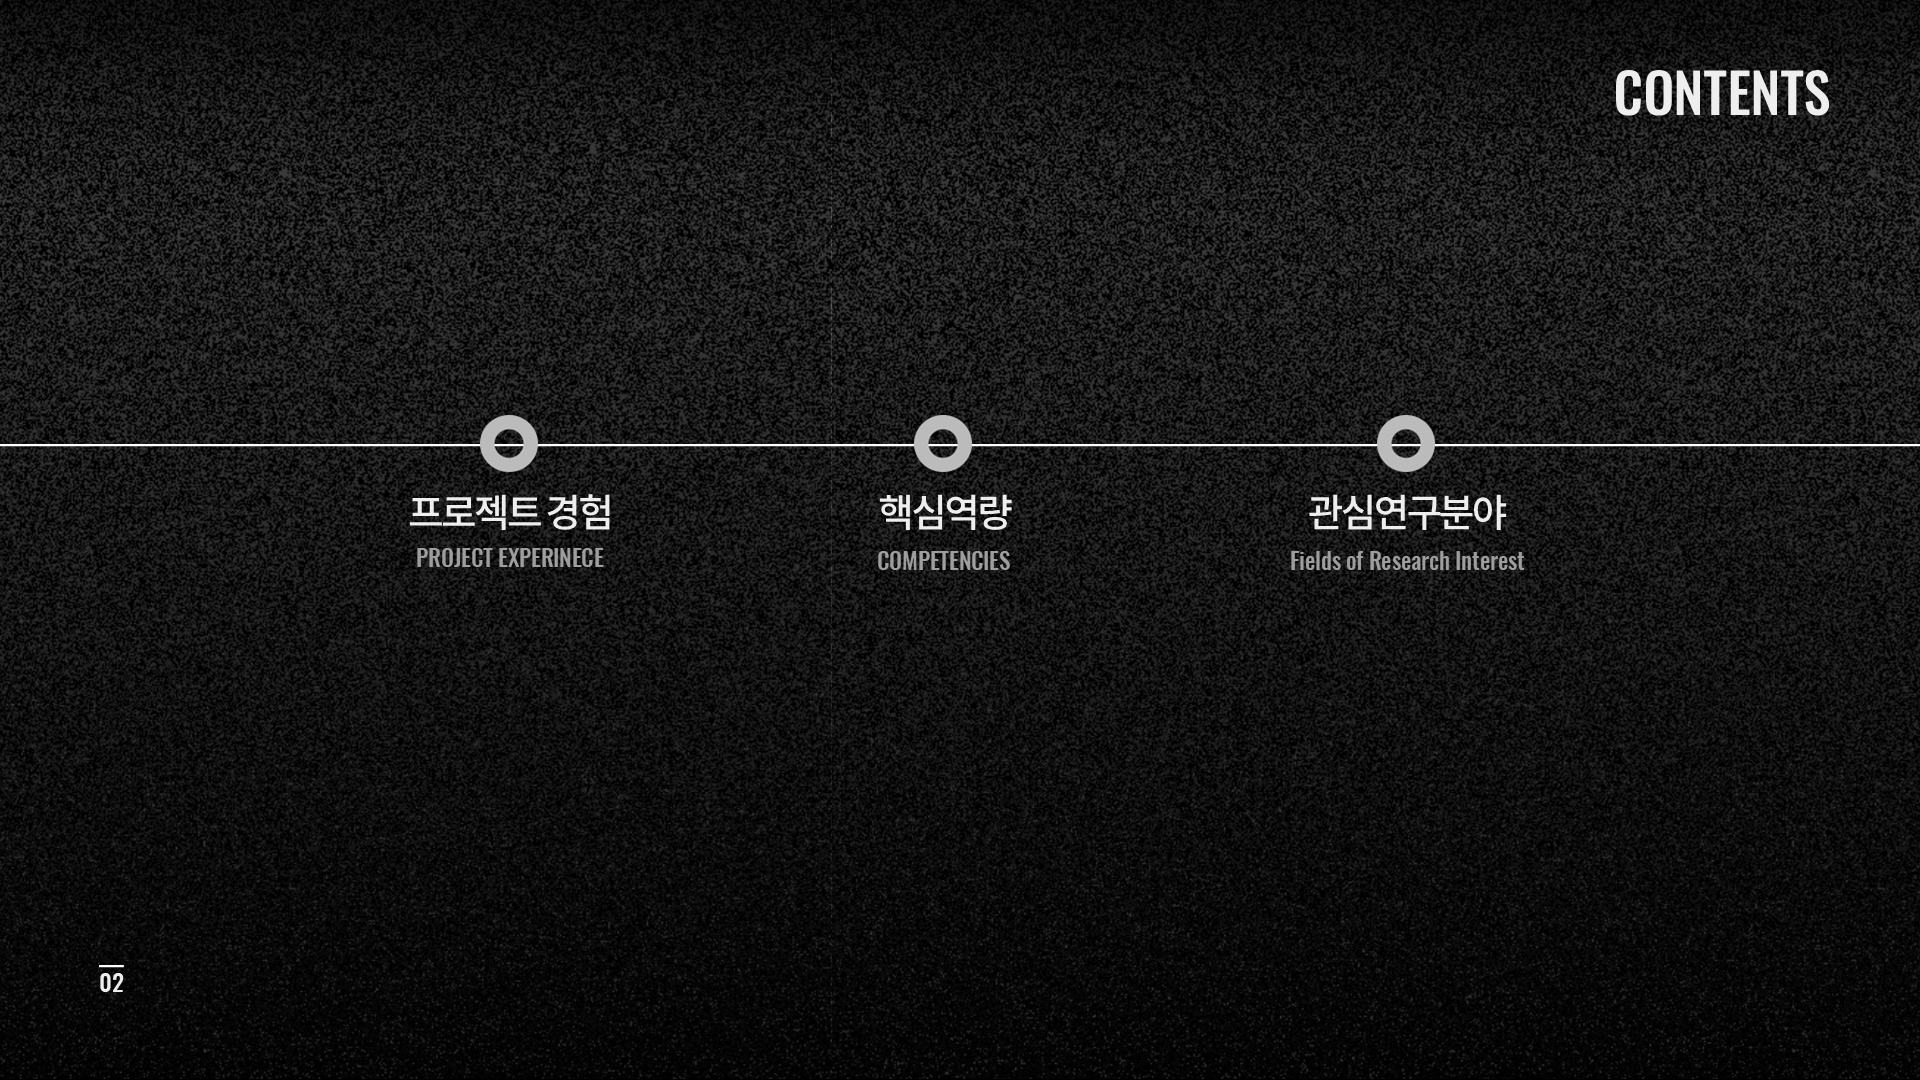 CONTENTS
프로젝트 경험
PROJECT EXPERINECE
핵심역량
COMPETENCIES
관심연구분야
Fields of Research Interest
02